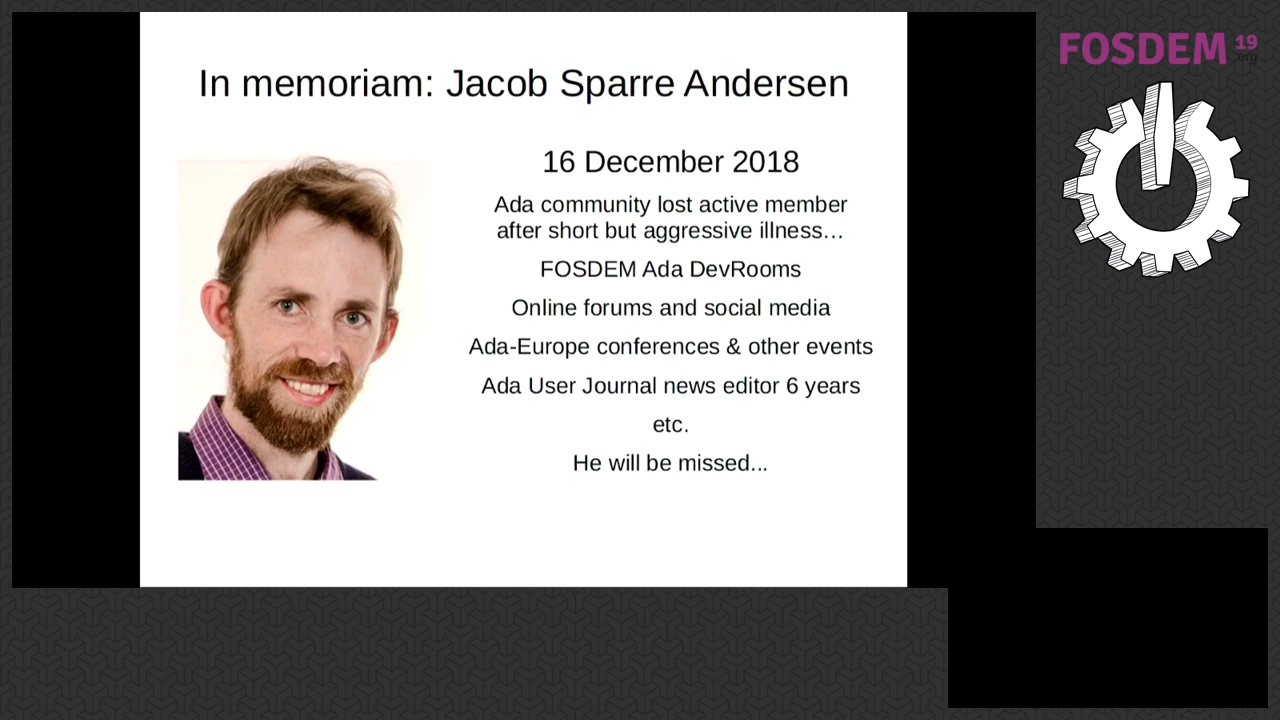 In memoriam: Jacob Sparre Andersen
16 December 2018
Ada community lost active member
after short but aggressive illness…
FOSDEM Ada DevRooms
Online forums and social media
Ada-Europe conferences & other events
Ada User Journal news editor 6 years
etc.
He will be missed...
FOSDEM 19
.org